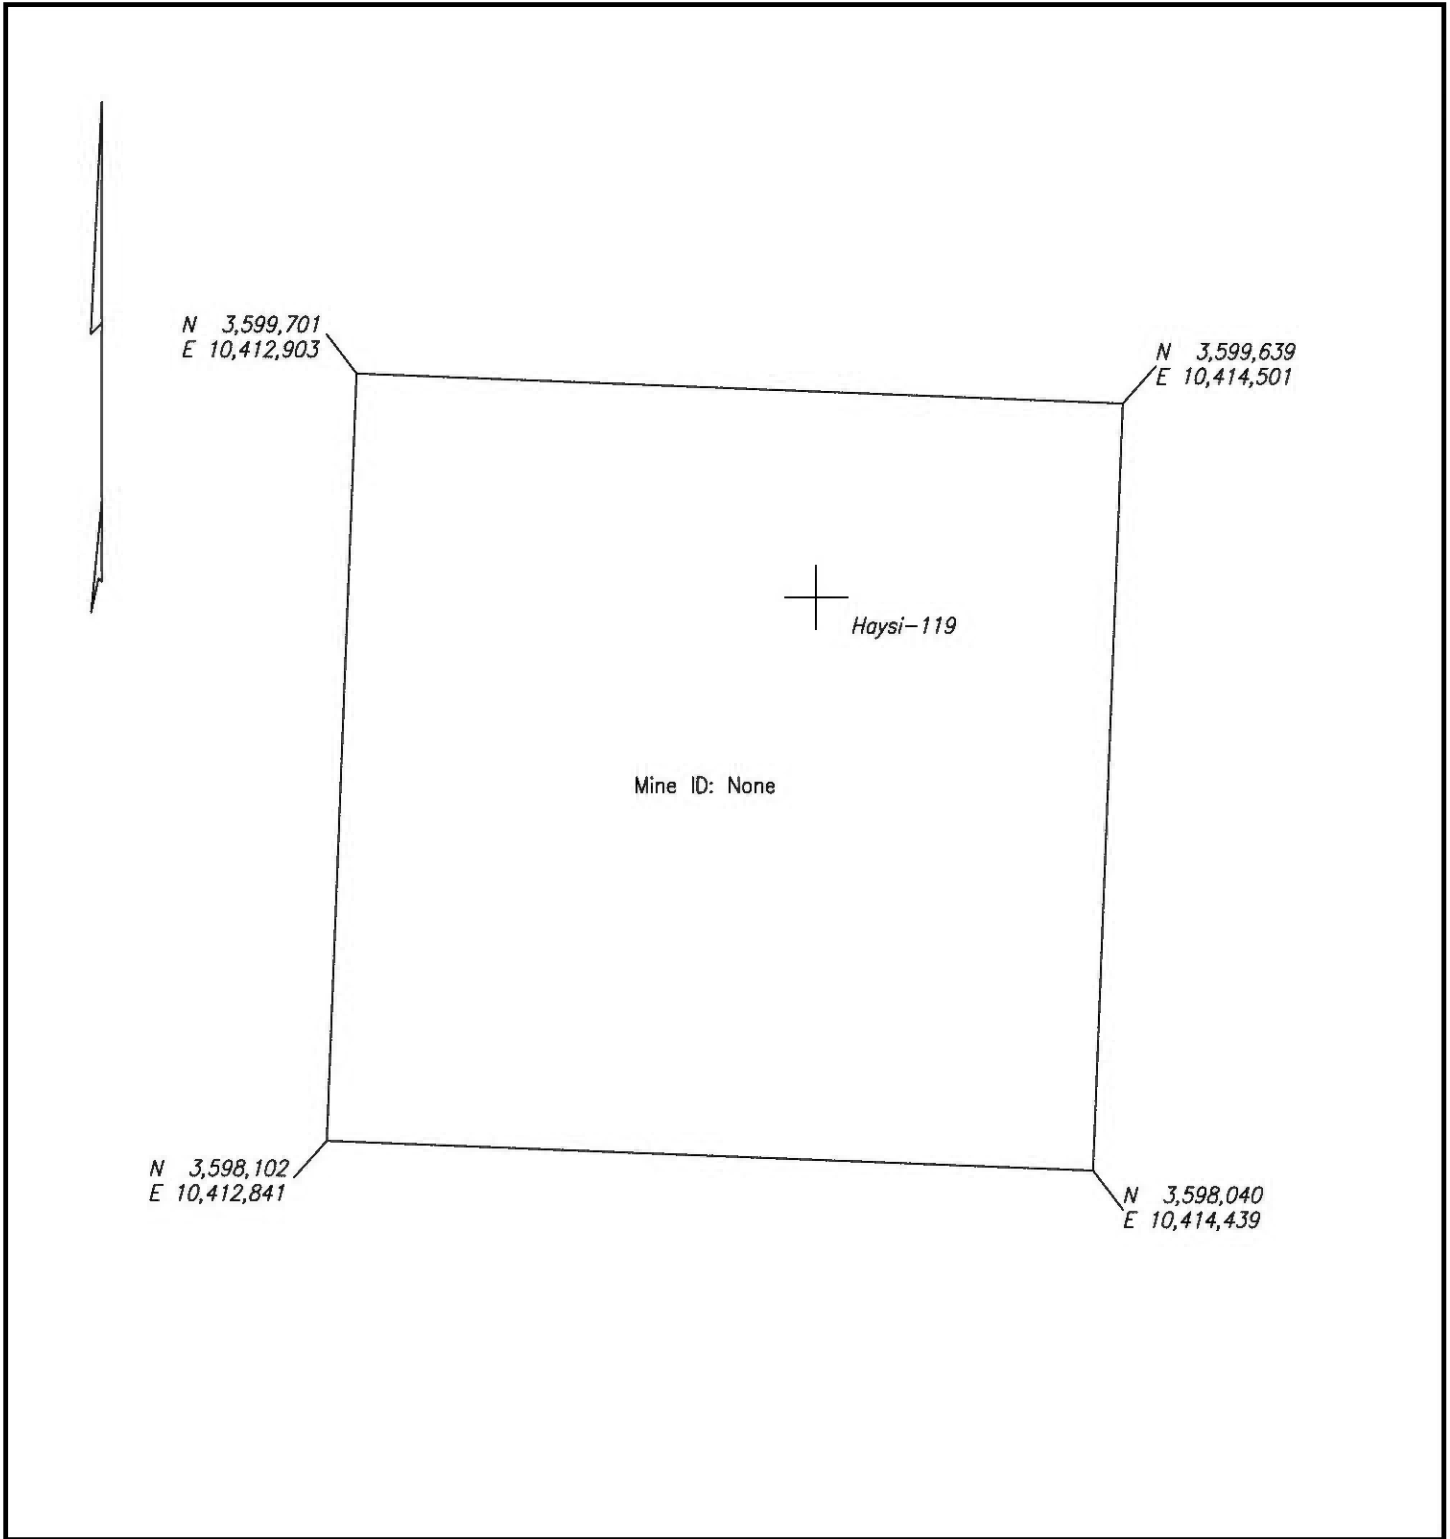 N 3,599,701
E 10,412,903
N 3,599,639
E 10,414,501
Haysi-119
Mine ID: None
N 3,598,102
E 10,412,841
N 3,598,040
E 10,414,439